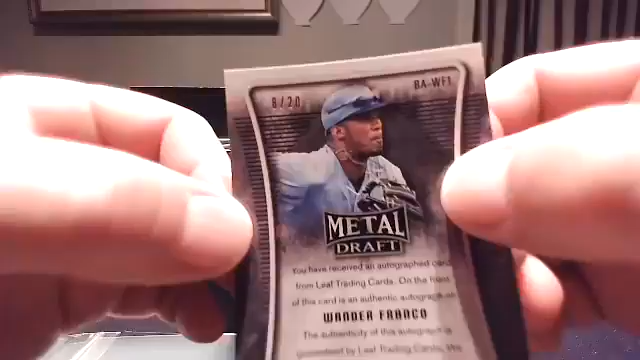 8/20
BA-WF1
METAL
DRAFT
You have received an autographed card
from Leaf Trading Cards. On the front
of this card is an authentic autograph
WANDER FRANCO
The authenticity of this autograph is
guaranteed by Leaf Trading Cards.